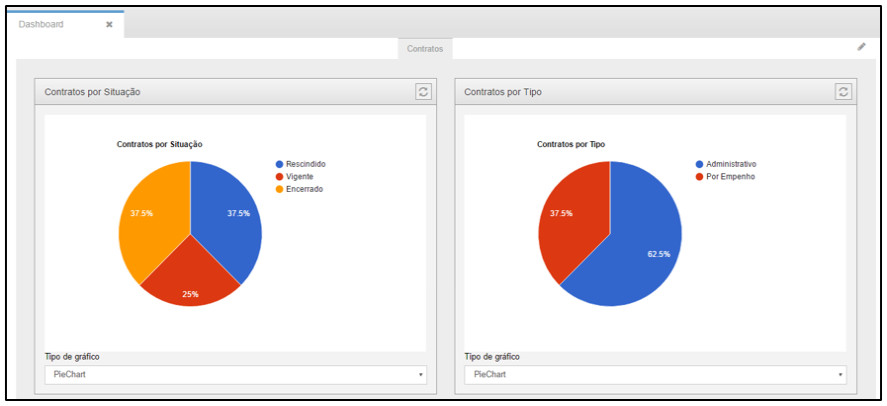 Dashboard ✖
Contratos
Contratos por Situação
Contratos por Situação
Rescindido
Vigente
Encerrado
37.5%
37.5%
25%
Tipo de gráfico
PieChart
Contratos por Tipo
Contratos por Tipo
Administrativo
Por Empenho
37.5%
62.5%
Tipo de gráfico
PieChart